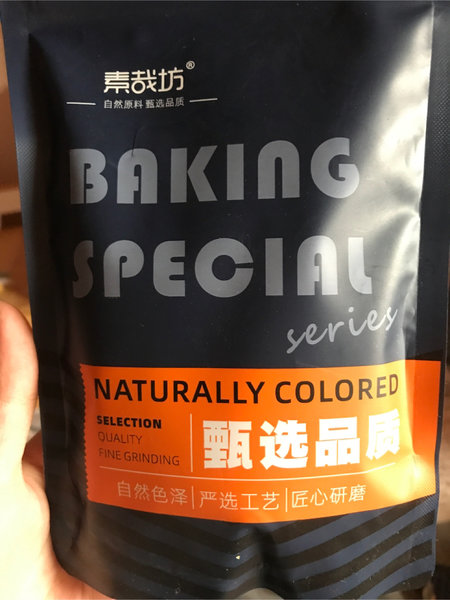 素哉坊®
自然原料 甄选品质
BAKING
SPECIAL
series
NATURALLY COLORED
SELECTION
QUALITY
FINE GRINDING
甄选品质
自然色泽|严选工艺|匠心研磨